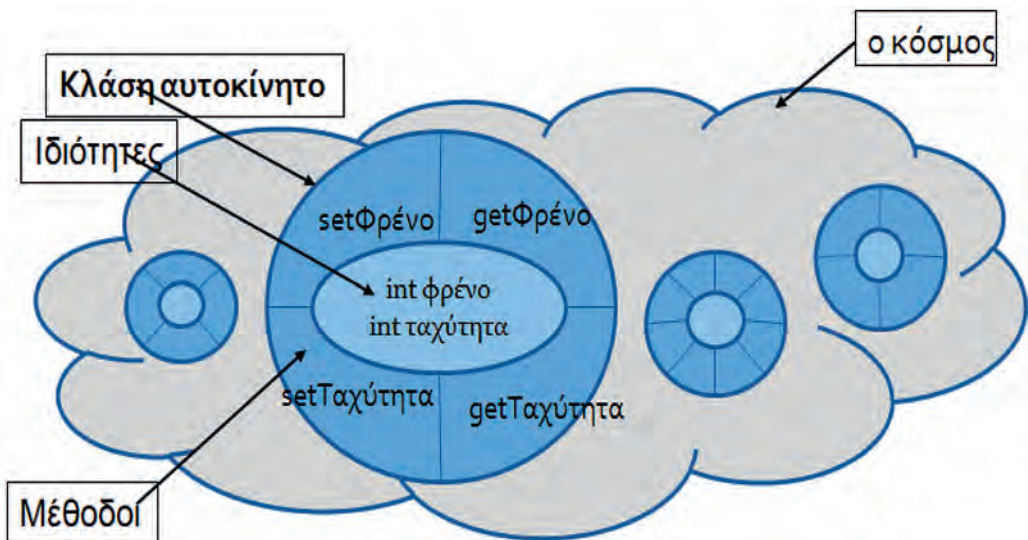 ο κόσμος
Κλάση αυτοκίνητο
Ιδιότητες
setΦρένο
getΦρένο
int φρένο
int ταχύτητα
setΤαχύτητα
getΤαχύτητα
Μέθοδοι